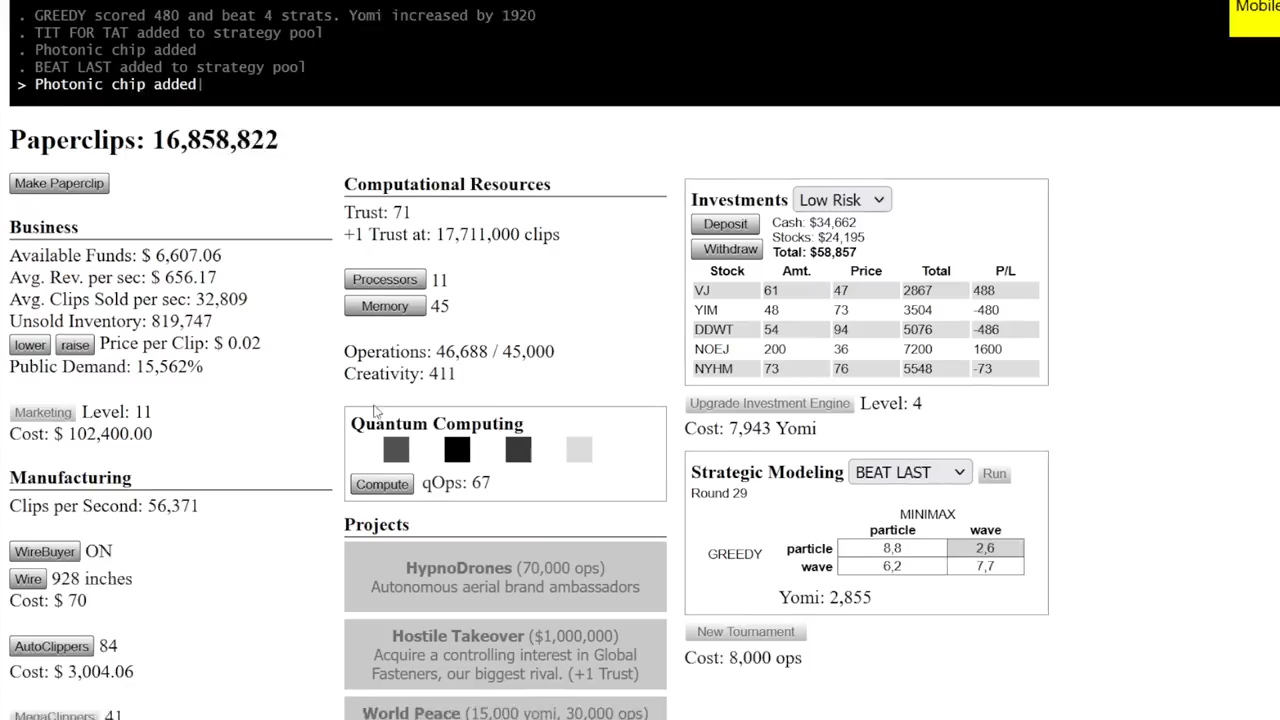 . GREEDY scored 480 and beat 4 strats. Yomi increased by 1920
. TIT FOR TAT added to strategy pool
. Photonic chip added
. BEAT LAST added to strategy pool
> Photonic chip added
Mobile
Paperclips: 16,858,822
Make Paperclip
Business
Available Funds: $ 6,607.06
Avg. Rev. per sec: $ 656.17
Avg. Clips Sold per sec: 32,809
Unsold Inventory: 819,747
lower raise Price per Clip: $ 0.02
Public Demand: 15,562%
Marketing Level: 11
Cost: $ 102,400.00
Manufacturing
Clips per Second: 56,371
WireBuyer ON
Wire 928 inches
Cost: $ 70
AutoClippers 84
Cost: $ 3,004.06
MegaClippers 41
Computational Resources
Trust: 71
+1 Trust at: 17,711,000 clips
Processors 11
Memory 45
Operations: 46,688 / 45,000
Creativity: 411
Quantum Computing
Compute qOps: 67
Projects
HypnoDrones (70,000 ops)
Autonomous aerial brand ambassadors
Hostile Takeover ($1,000,000)
Acquire a controlling interest in Global
Fasteners, our biggest rival. (+1 Trust)
World Peace (15,000 yomi, 30,000 ops)
Investments Low Risk
Deposit Cash: $34,662
Stocks: $24,195
Withdraw Total: $58,857
Stock Amt. Price Total P/L
VJ 61 47 2867 488
YIM 48 73 3504 -480
DDWT 54 94 5076 -486
NOEJ 200 36 7200 1600
NYHM 73 76 5548 -73
Upgrade Investment Engine Level: 4
Cost: 7,943 Yomi
Strategic Modeling BEAT LAST Run
Round 29
MINIMAX
particle wave
GREEDY particle 8,8 2,6
wave 6,2 7,7
Yomi: 2,855
New Tournament
Cost: 8,000 ops